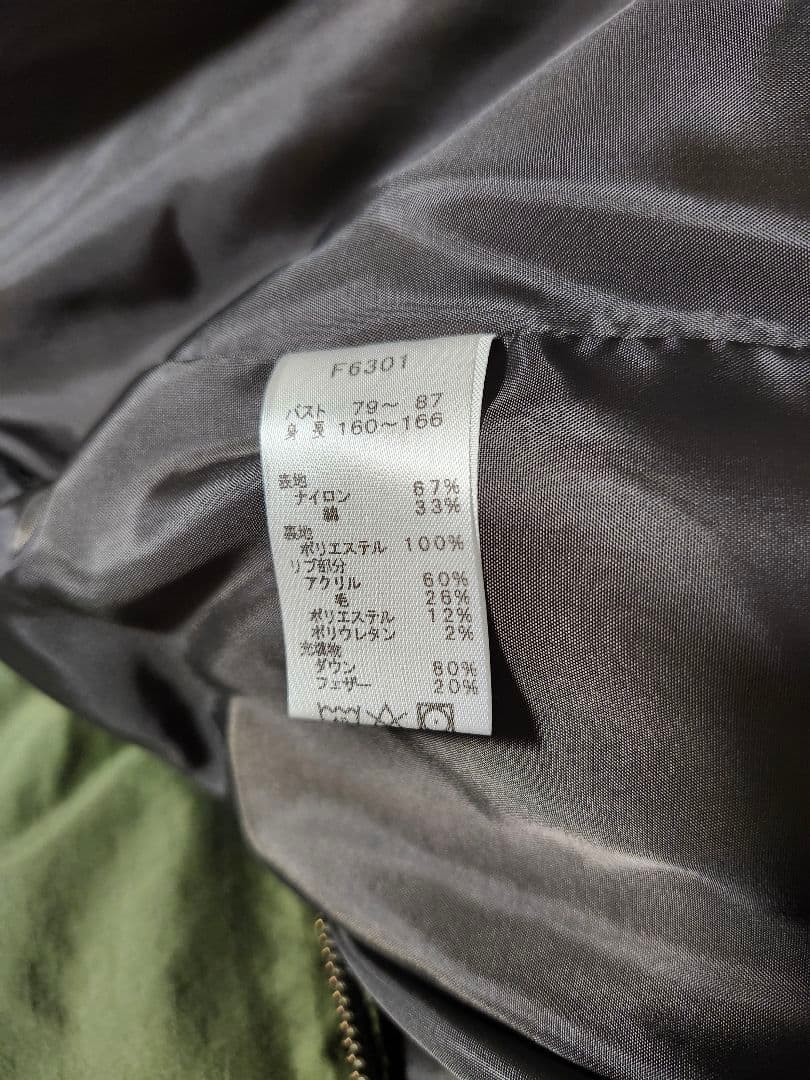 F6301
バスト 79～ 87
身 長 160～166
表地
ナイロン 67%
綿 33%
裏地
ポリエステル 100%
リブ部分
アクリル 60%
毛 26%
ポリエステル 12%
ポリウレタン 2%
充填物
ダウン 80%
フェザー 20%